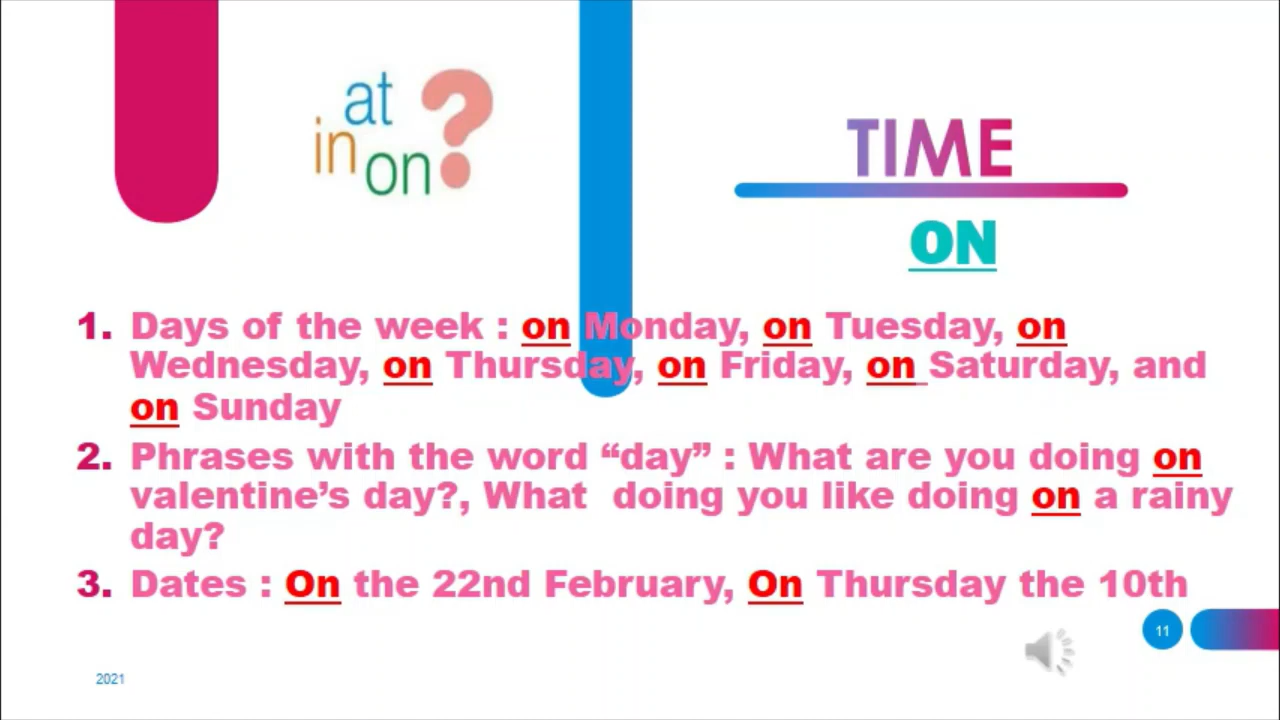 at
in
on
?
TIME
ON
1. Days of the week : on Monday, on Tuesday, on
Wednesday, on Thursday, on Friday, on Saturday, and
on Sunday
2. Phrases with the word “day” : What are you doing on
valentine’s day?, What doing you like doing on a rainy
day?
3. Dates : On the 22nd February, On Thursday the 10th
11
2021